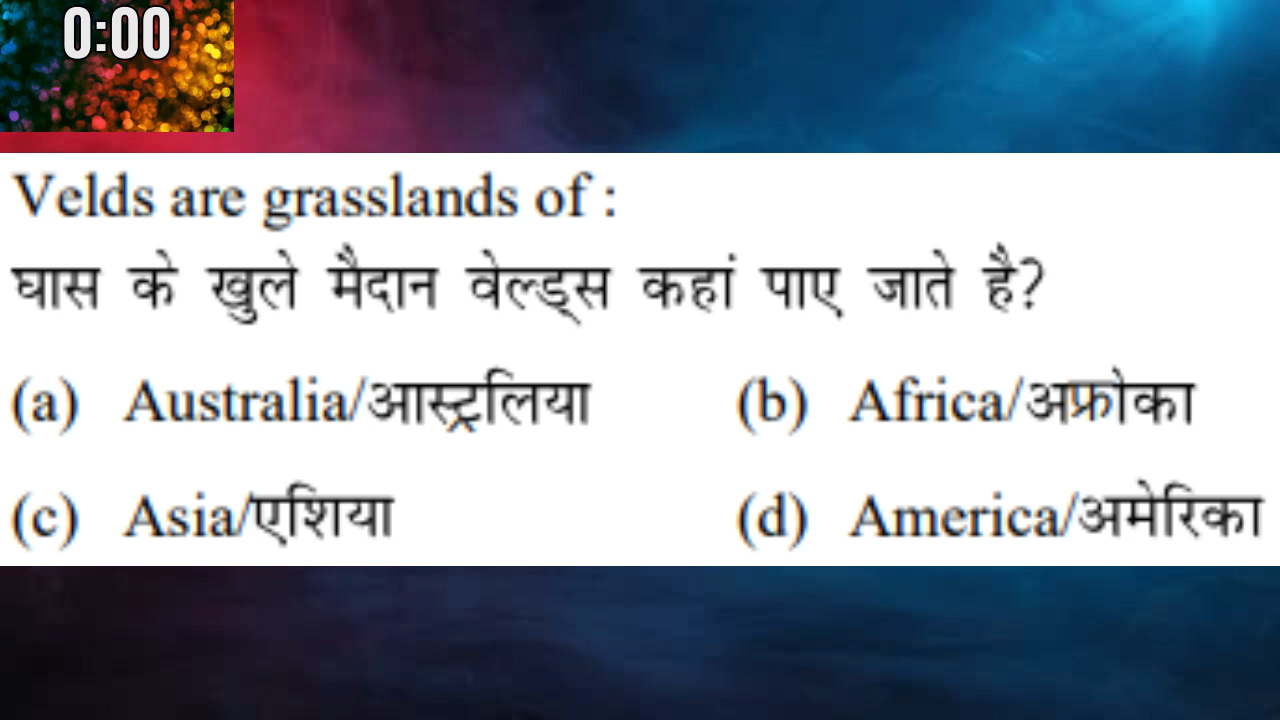 0:00
Velds are grasslands of :
घास के खुले मैदान वेल्ड्स कहां पाए जाते है?
(a) Australia/आस्ट्रलिया (b) Africa/अफ्रोका
(c) Asia/एशिया (d) America/अमेरिका